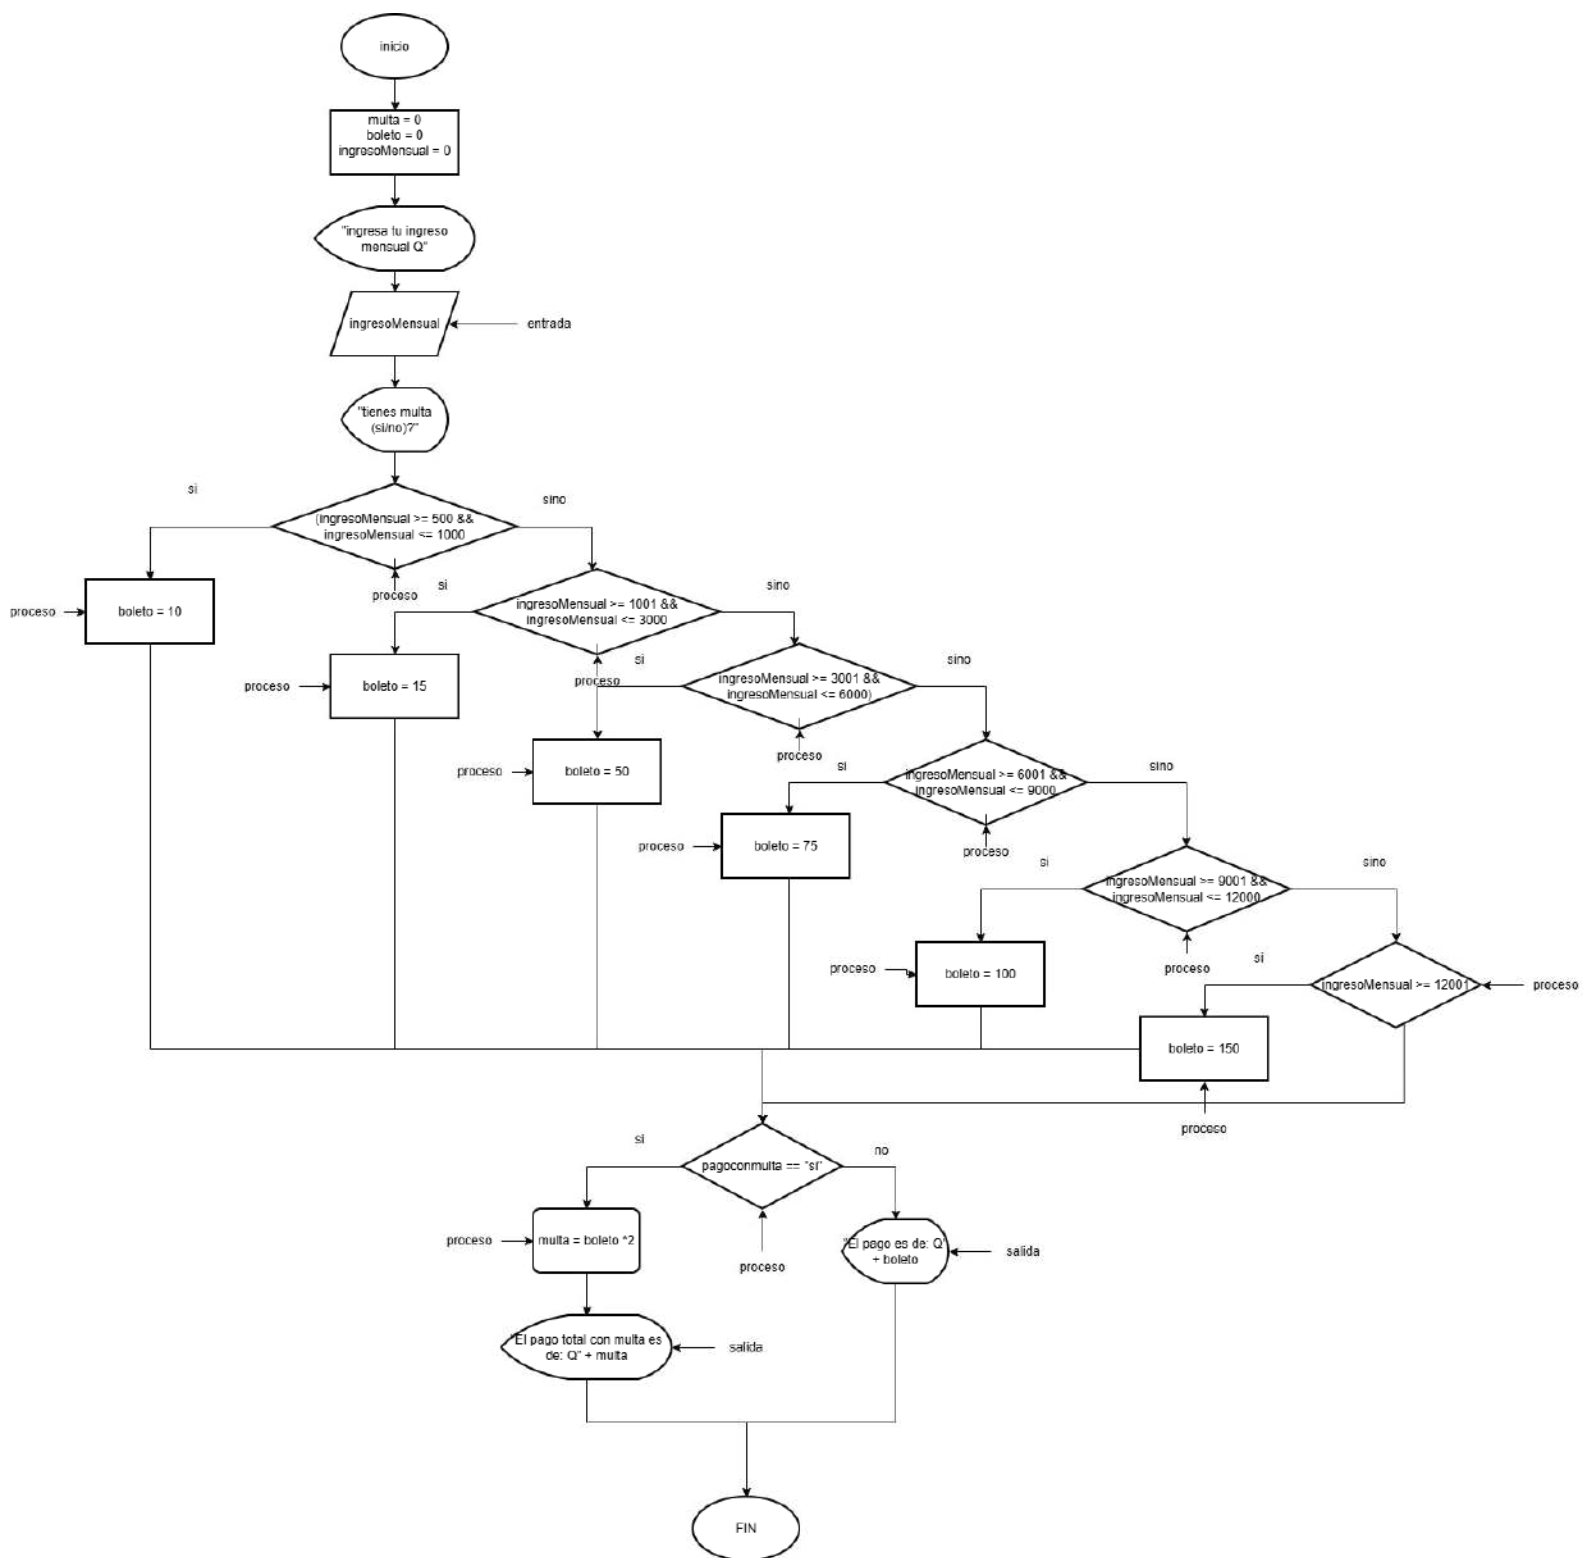 inicio
multa = 0
boleto = 0
ingresoMensual = 0
"ingresa tu ingreso
mensual Q"
ingresoMensual
entrada
"tienes multa
(si/no)?"
si
sino
(ingresoMensual >= 500 &&
ingresoMensual <= 1000
proceso
boleto = 10
proceso
si
sino
ingresoMensual >= 1001 &&
ingresoMensual <= 3000
proceso
boleto = 15
proceso
si
sino
ingresoMensual >= 3001 &&
ingresoMensual <= 6000)
proceso
boleto = 50
proceso
si
sino
ingresoMensual >= 6001 &&
ingresoMensual <= 9000
proceso
boleto = 75
proceso
si
sino
ingresoMensual >= 9001 &&
ingresoMensual <= 12000
proceso
boleto = 100
proceso
si
ingresoMensual >= 12001
proceso
boleto = 150
proceso
si
no
pagoconmulta == "si"
proceso
multa = boleto *2
proceso
"El pago es de: Q"
+ boleto
salida
"El pago total con multa es
de: Q" + multa
salida
FIN